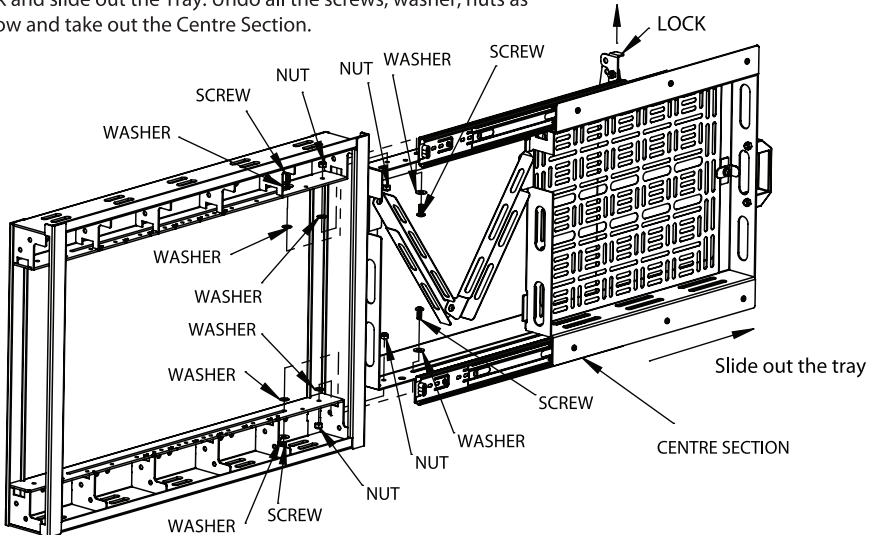 k and slide out the Tray. Undo all the screws, washer, nuts as
ow and take out the Centre Section.
LOCK
SCREW
WASHER
NUT
NUT
SCREW
WASHER
WASHER
WASHER
WASHER
WASHER
Slide out the tray
SCREW
WASHER
CENTRE SECTION
NUT
NUT
SCREW
WASHER